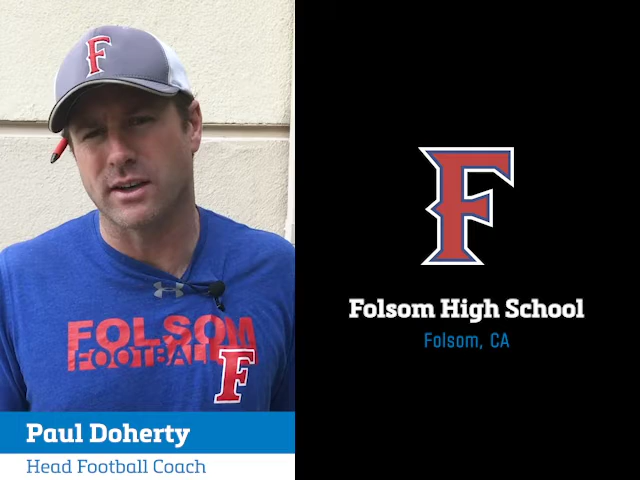 F
FOLSOM
FOOTBALL
F
Paul Doherty
Head Football Coach
F
Folsom High School
Folsom, CA